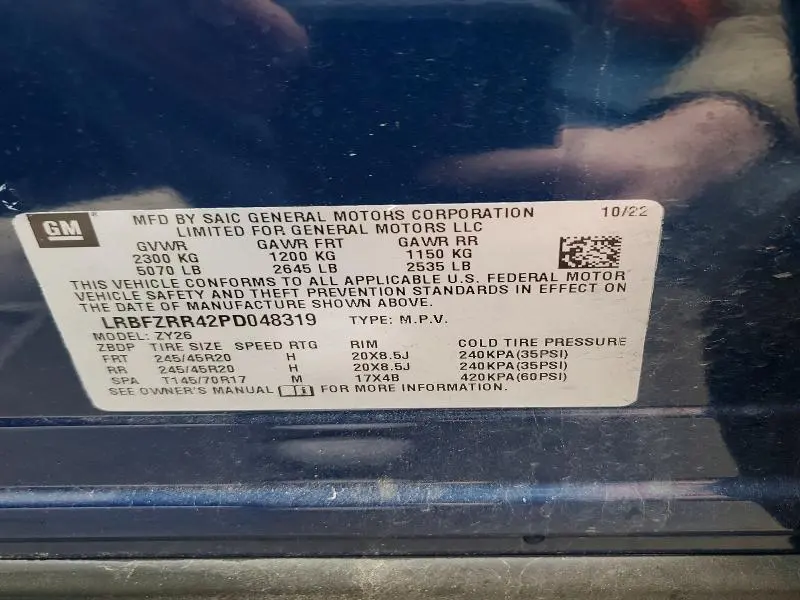 GM
MFD BY SAIC GENERAL MOTORS CORPORATION 10/22
LIMITED FOR GENERAL MOTORS LLC
GVWR GAWR FRT GAWR RR
2300 KG 1200 KG 1150 KG
5070 LB 2645 LB 2535 LB
THIS VEHICLE CONFORMS TO ALL APPLICABLE U.S. FEDERAL MOTOR
VEHICLE SAFETY AND THEFT PREVENTION STANDARDS IN EFFECT ON
THE DATE OF MANUFACTURE SHOWN ABOVE.
LRBFZRR42PD048319 TYPE: M.P.V.
MODEL: ZY26
ZBDP TIRE SIZE SPEED RTG RIM COLD TIRE PRESSURE
FRT 245/45R20 H 20X8.5J 240KPA(35PSI)
RR 245/45R20 H 20X8.5J 240KPA(35PSI)
SPA T145/70R17 M 17X4B 420KPA(60PSI)
SEE OWNER'S MANUAL FOR MORE INFORMATION.